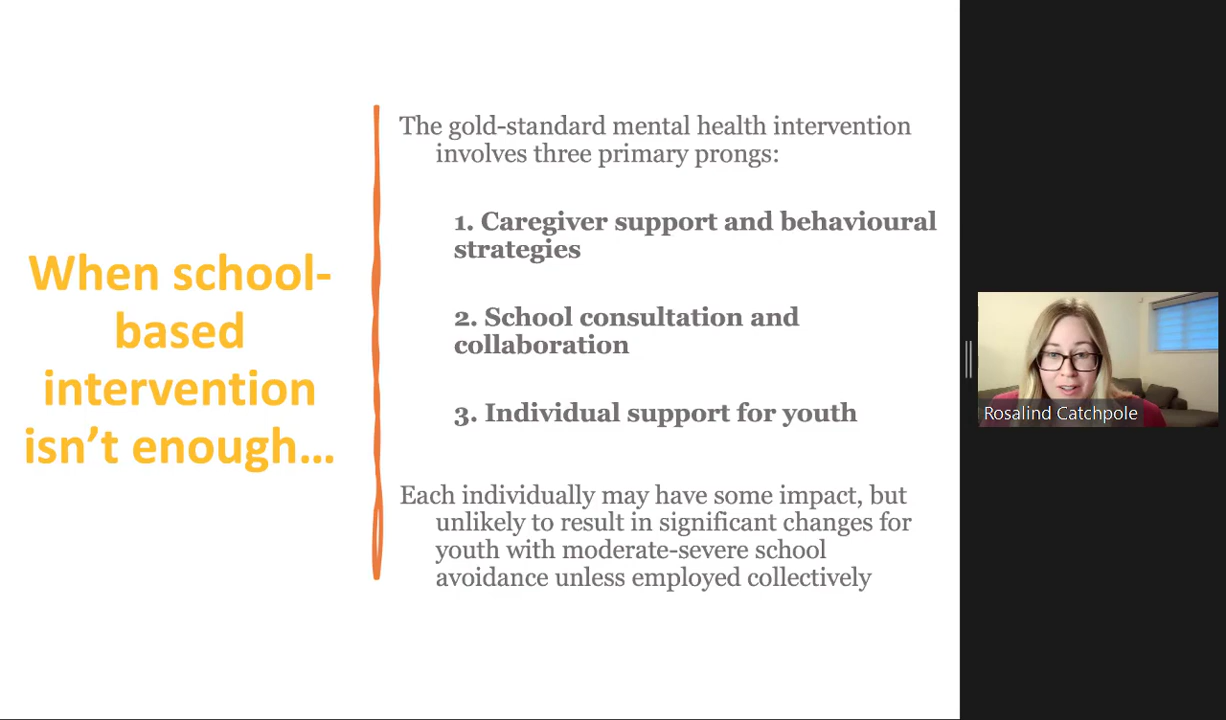 When school-
based
intervention
isn't enough...
The gold-standard mental health intervention
involves three primary prongs:
1. Caregiver support and behavioural
strategies
2. School consultation and
collaboration
3. Individual support for youth
Each individually may have some impact, but
unlikely to result in significant changes for
youth with moderate-severe school
avoidance unless employed collectively
Rosalind Catchpole